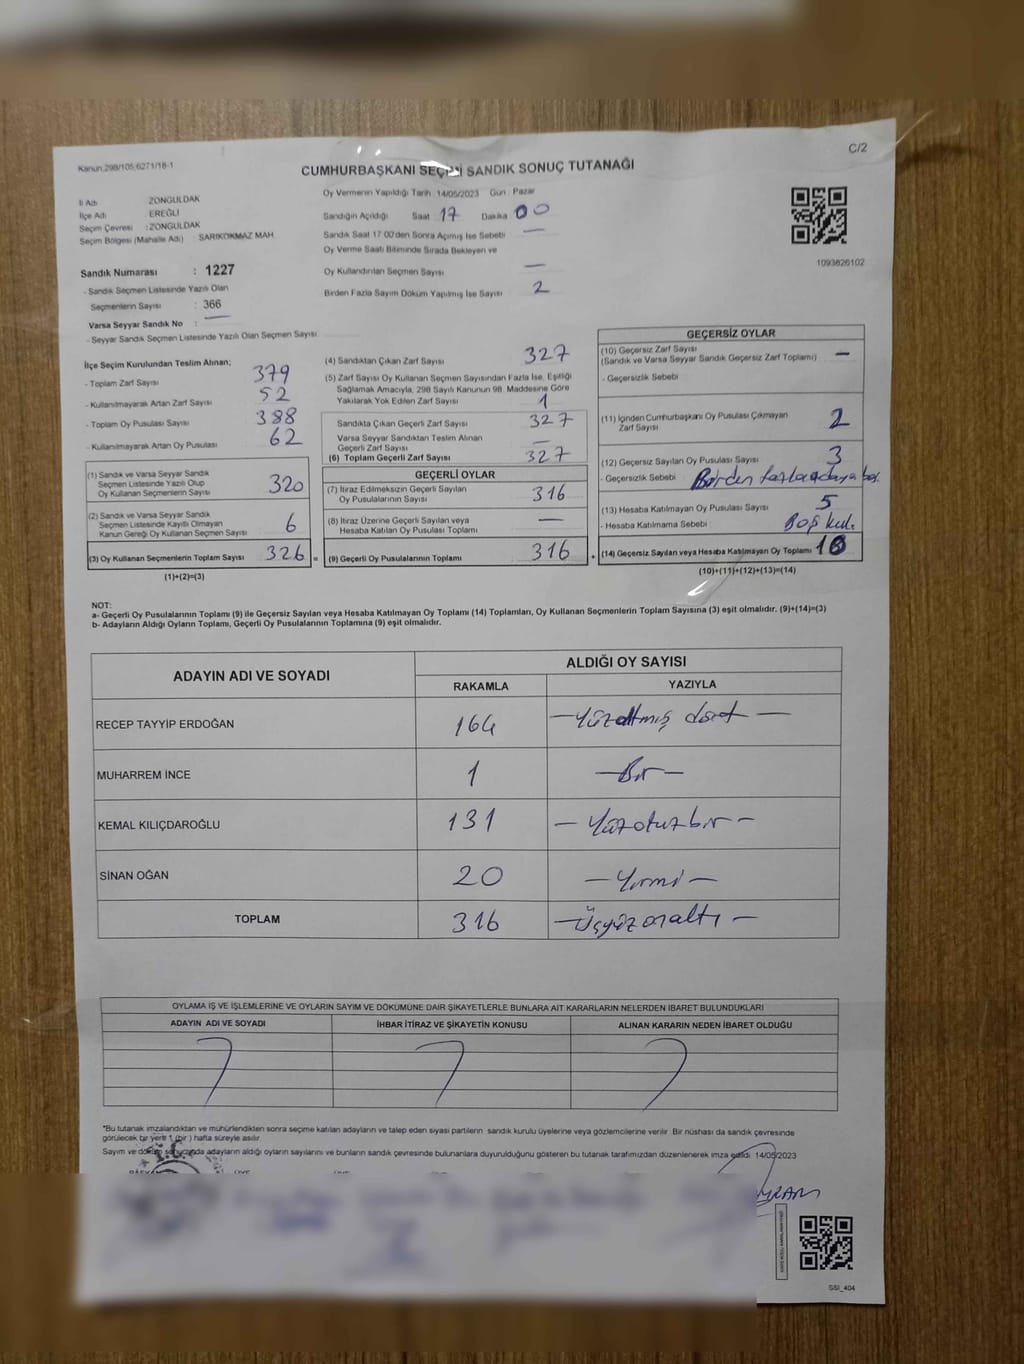 Kanun:298/105;6271/18-1
C/2
CUMHURBAŞKANI SEÇİMİ SANDIK SONUÇ TUTANAĞI
İl Adı ZONGULDAK
İlçe Adı EREĞLİ
Seçim Çevresi : ZONGULDAK
Seçim Bölgesi (Mahalle Adı) : SARIKOKMAZ MAH.
Sandık Numarası : 1227
- Sandık Seçmen Listesinde Yazılı Olan
Seçmenlerin Sayısı : 366
Varsa Seyyar Sandık No :
- Seyyar Sandık Seçmen Listesinde Yazılı Olan Seçmen Sayısı
Oy Vermenin Yapıldığı Tarih 14/05/2023 Gün Pazar
Sandığın Açıldığı Saat 17 Dakika 00
Sandık Saat 17:00'den Sonra Açılmış İse Sebebi —
Oy Verme Saati Bitiminde Sırada Bekleyen ve
Oy Kullandırılan Seçmen Sayısı —
Birden Fazla Sayım Döküm Yapılmış İse Sayısı 2
1093826102
İlçe Seçim Kurulundan Teslim Alınan;
- Toplam Zarf Sayısı 379
- Kullanılmayarak Artan Zarf Sayısı 52
- Toplam Oy Pusulası Sayısı 388
- Kullanılmayarak Artan Oy Pusulası 62
(1) Sandık ve Varsa Seyyar Sandık
Seçmen Listesinde Yazılı Olup
Oy Kullanan Seçmenlerin Sayısı 320
(2) Sandık ve Varsa Seyyar Sandık
Seçmen Listesinde Kayıtlı Olmayan
Kanun Gereği Oy Kullanan Seçmen Sayısı 6
(3) Oy Kullanan Seçmenlerin Toplam Sayısı 326 =
(1)+(2)=(3)
(4) Sandıktan Çıkan Zarf Sayısı 327
(5) Zarf Sayısı Oy Kullanan Seçmen Sayısından Fazla İse, Eşitliği
Sağlamak Amacıyla, 298 Sayılı Kanunun 98. Maddesine Göre
Yakılarak Yok Edilen Zarf Sayısı 1
Sandıkta Çıkan Geçerli Zarf Sayısı 327
Varsa Seyyar Sandıktan Teslim Alınan
Geçerli Zarf Sayısı —
(6) Toplam Geçerli Zarf Sayısı 327
GEÇERLİ OYLAR
(7) İtiraz Edilmeksizin Geçerli Sayılan
Oy Pusulalarının Sayısı 316
(8) İtiraz Üzerine Geçerli Sayılan veya
Hesaba Katılan Oy Pusulası Toplamı —
(9) Geçerli Oy Pusulalarının Toplamı 316 +
GEÇERSİZ OYLAR
(10) Geçersiz Zarf Sayısı
(Sandık ve Varsa Seyyar Sandık Geçersiz Zarf Toplamı) —
- Geçersizlik Sebebi
(11) İçinden Cumhurbaşkanı Oy Pusulası Çıkmayan
Zarf Sayısı 2
(12) Geçersiz Sayılan Oy Pusulası Sayısı 3
- Geçersizlik Sebebi Birden fazla adaya
(13) Hesaba Katılmayan Oy Pusulası Sayısı 5
- Hesaba Katılmama Sebebi Boş kul.
(14) Geçersiz Sayılan veya Hesaba Katılmayan Oy Toplamı
(10)+(11)+(12)+(13)=(14)
NOT:
a- Geçerli Oy Pusulalarının Toplamı (9) ile Geçersiz Sayılan veya Hesaba Katılmayan Oy Toplamı (14) Toplamları, Oy Kullanan Seçmenlerin Toplam Sayısına (3) eşit olmalıdır. (9)+(14)=(3)
b- Adayların Aldığı Oyların Toplamı, Geçerli Oy Pusulalarının Toplamına (9) eşit olmalıdır.
ADAYIN ADI VE SOYADI ALDIĞI OY SAYISI
RAKAMLA YAZIYLA
RECEP TAYYİP ERDOĞAN 164 — Yüzaltmış dört —
MUHARREM İNCE 1 — Bir —
KEMAL KILIÇDAROĞLU 131 — Yüzotuzbir —
SİNAN OĞAN 20 — Yirmi —
TOPLAM 316 — Üçyüzonaltı —
OYLAMA İŞ VE İŞLEMLERİNE VE OYLARIN SAYIM VE DÖKÜMÜNE DAİR ŞİKAYETLERLE BUNLARA AİT KARARLARIN NELERDEN İBARET BULUNDUKLARI
ADAYIN ADI VE SOYADI İHBAR İTİRAZ VE ŞİKAYETİN KONUSU ALINAN KARARIN NEDEN İBARET OLDUĞU
*Bu tutanak imzalandıktan ve mühürlendikten sonra seçime katılan adayların ve talep eden siyasi partilerin sandık kurulu üyelerine veya gözlemcilerine verilir. Bir nüshası da sandık çevresinde
görülecek bir yere 1 (bir) hafta süreyle asılır.
Sayım ve döküm sonucunda adayların aldığı oyların sayılarını ve bunların sandık çevresinde bulunanlara duyurulduğunu gösteren bu tutanak tarafımızdan düzenlenerek imza edildi. 14/05/2023
T.C.
SSI_404